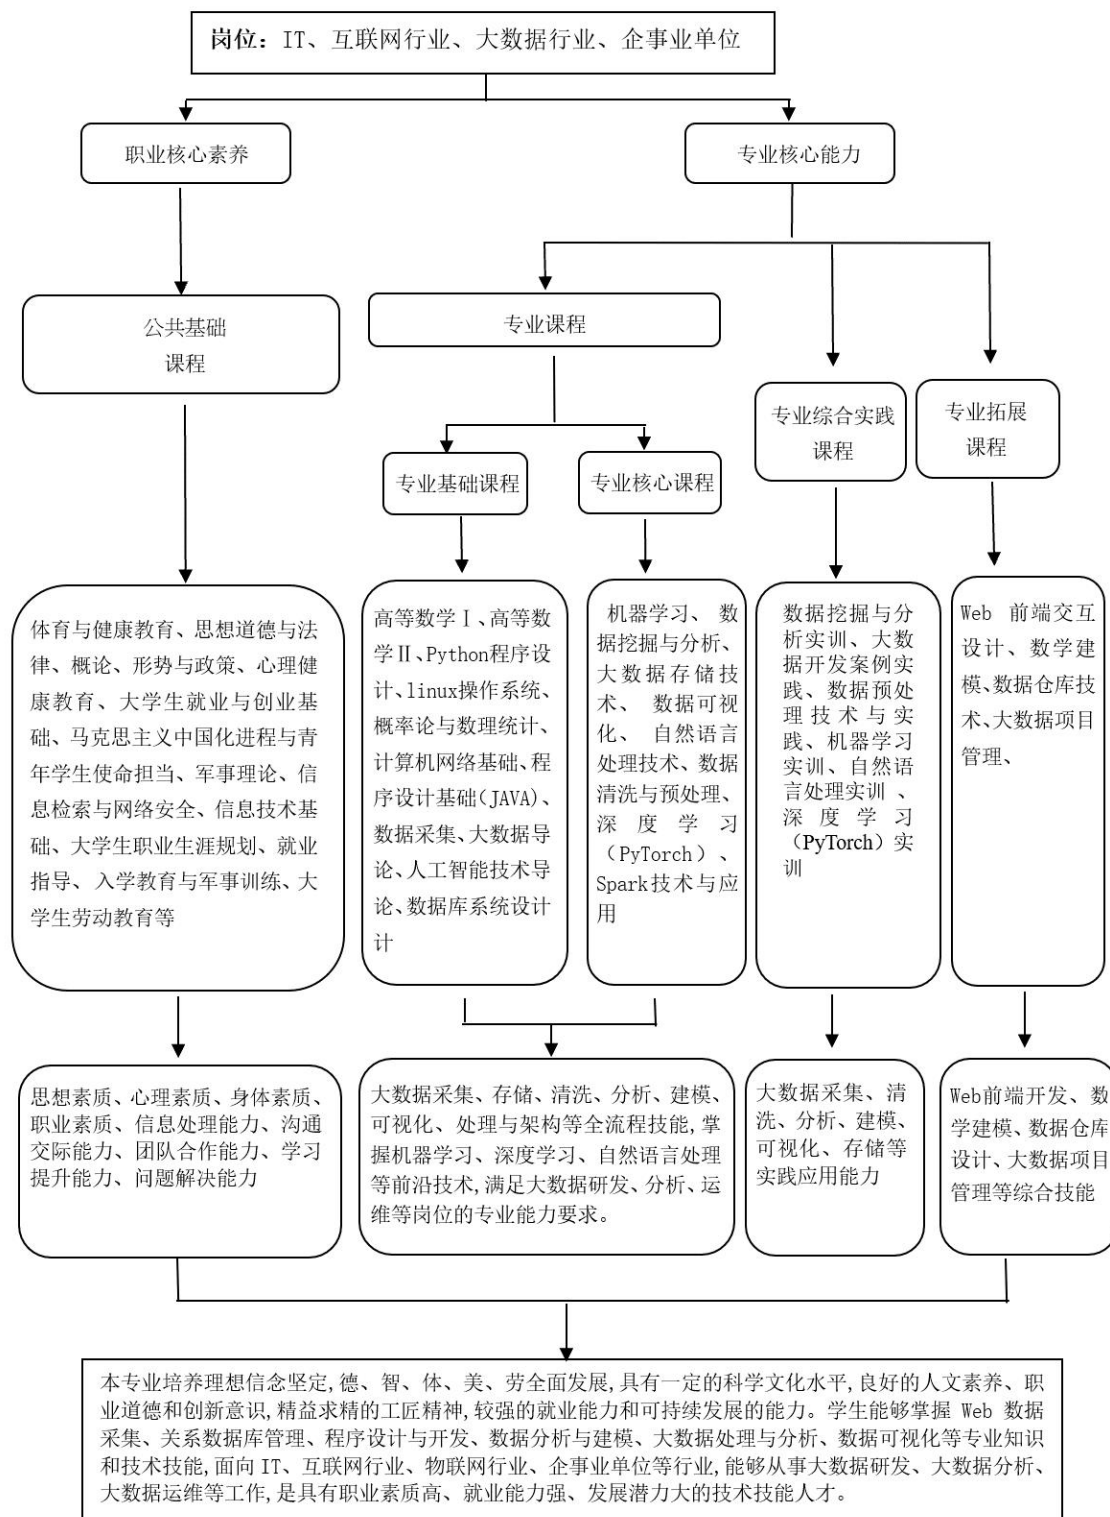 岗位：IT、互联网行业、大数据行业、企事业单位
职业核心素养
专业核心能力
公共基础
课程
专业课程
专业综合实践
课程
专业拓展
课程
专业基础课程
专业核心课程
体育与健康教育、思想道德与法
律、概论、形势与政策、心理健
康教育、大学生就业与创业基
础、马克思主义中国化进程与青
年学生使命担当、军事理论、信
息检索与网络安全、信息技术基
础、大学生职业生涯规划、就业
指导、入学教育与军事训练、大
学生劳动教育等
高等数学Ⅰ、高等数
学Ⅱ、Python程序设
计、linux操作系统、
概率论与数理统计、
计算机网络基础、程
序设计基础(JAVA)、
数据采集、大数据导
论、人工智能技术导
论、数据库系统设计
计
机器学习、数
据挖掘与分析、
大数据存储技
术、数据可视
化、自然语言
处理技术、数据
清洗与预处理、
深度学习
（PyTorch）、
Spark技术与应
用
数据挖掘与分
析实训、大数
据开发案例实
践、数据预处
理技术与实
践、机器学习
实训、自然语
言处理实训、
深度学习
（PyTorch）实
训
Web 前端交互
设计、数学建
模、数据仓库技
术、大数据项目
管理、
思想素质、心理素质、身体素质、
职业素质、信息处理能力、沟通
交际能力、团队合作能力、学习
提升能力、问题解决能力
大数据采集、存储、清洗、分析、建模、
可视化、处理与架构等全流程技能,掌
握机器学习、深度学习、自然语言处理
等前沿技术,满足大数据研发、分析、运
维等岗位的专业能力要求。
大数据采集、清
洗、分析、建模、
可视化、存储等
实践应用能力
Web前端开发、数
学建模、数据仓库
设计、大数据项目
管理等综合技能
本专业培养理想信念坚定,德、智、体、美、劳全面发展,具有一定的科学文化水平,良好的人文素养、职
业道德和创新意识,精益求精的工匠精神,较强的就业能力和可持续发展的能力。学生能够掌握 Web 数据
采集、关系数据库管理、程序设计与开发、数据分析与建模、大数据处理与分析、数据可视化等专业知识
和技术技能,面向 IT、互联网行业、物联网行业、企事业单位等行业,能够从事大数据研发、大数据分析、
大数据运维等工作,是具有职业素质高、就业能力强、发展潜力大的技术技能人才。